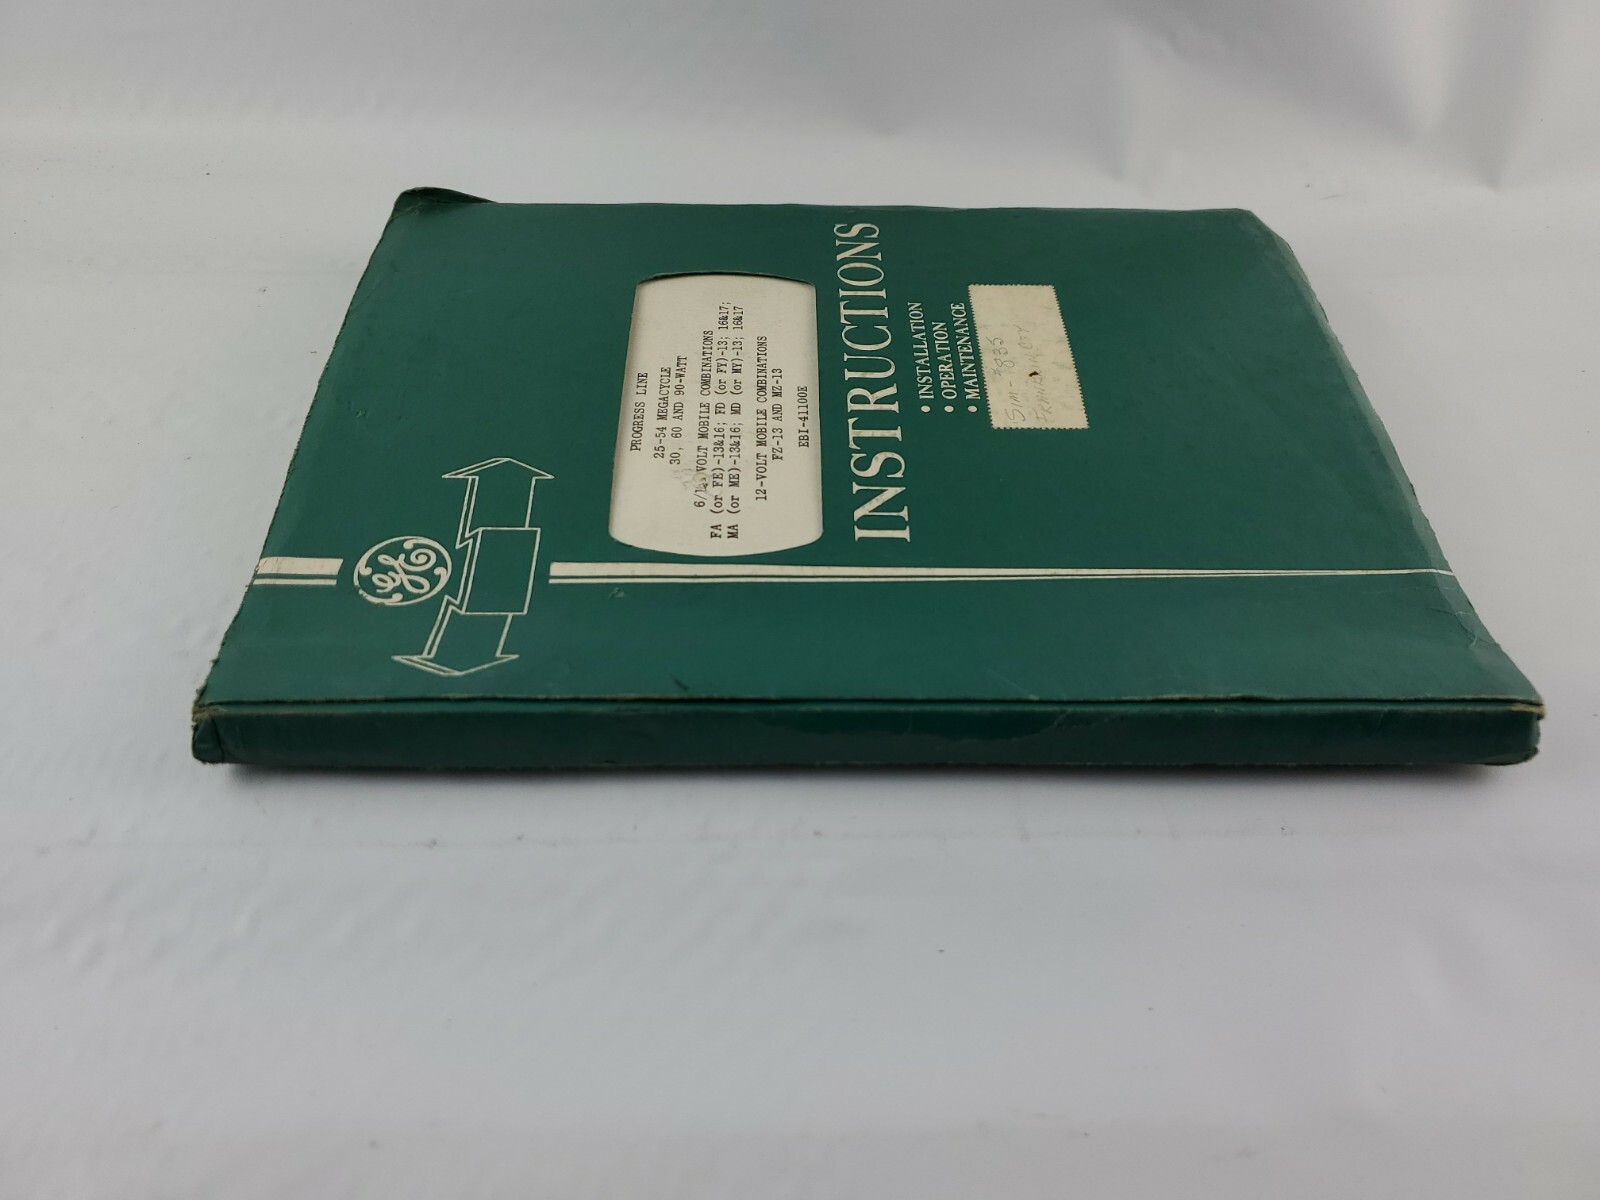 PROGRESS LINE
25-54 MEGACYCLE
30, 60 AND 90-WATT
VOLT MOBILE COMBINATIONS
FA (or FE)-13&16; FD (or FY)-13; 16&17;
MA (or ME)-13&16; MD (or MY)-13; 16&17
12-VOLT MOBILE COMBINATIONS
FZ-13 AND MZ-13
EBI-41100E
INSTRUCTIONS
• INSTALLATION
• OPERATION
• MAINTENANCE
GE